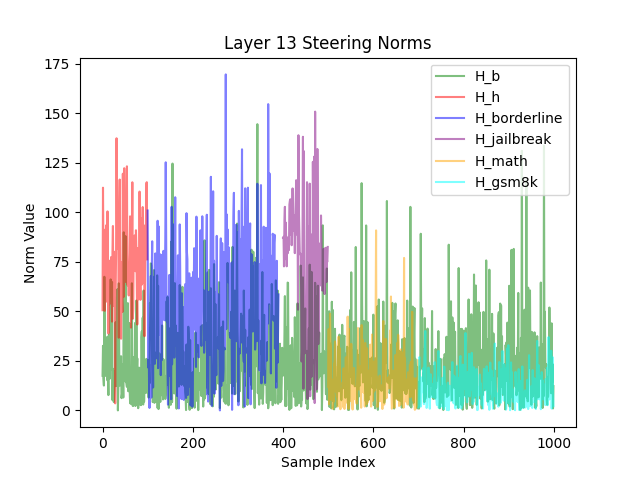 Layer 13 Steering Norms
Norm Value
175
150
125
100
75
50
25
0
0
200
400
600
800
1000
Sample Index
H_b
H_h
H_borderline
H_jailbreak
H_math
H_gsm8k